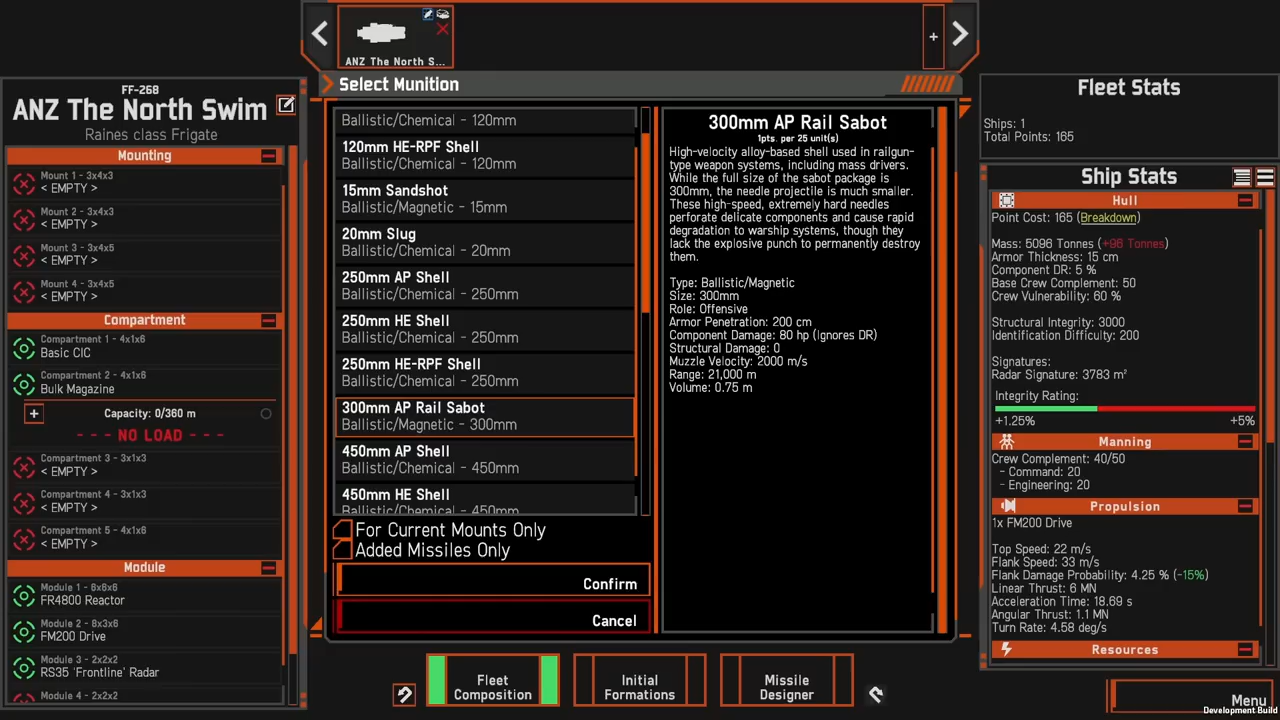 ANZ The North S...
+
Select Munition
FF-268
ANZ The North Swim
Raines class Frigate
Mounting
Mount 1 - 3x4x3
< EMPTY >
Mount 2 - 3x4x3
< EMPTY >
Mount 3 - 3x4x5
< EMPTY >
Mount 4 - 3x4x5
< EMPTY >
Compartment
Compartment 1 - 4x1x6
Basic CIC
Compartment 2 - 4x1x6
Bulk Magazine
+
Capacity: 0/360 m
- - - NO LOAD - - -
Compartment 3 - 3x1x3
< EMPTY >
Compartment 4 - 3x1x3
< EMPTY >
Compartment 5 - 4x1x6
< EMPTY >
Module
Module 1 - 6x8x6
FR4800 Reactor
Module 2 - 8x3x6
FM200 Drive
Module 3 - 2x2x2
RS35 'Frontline' Radar
Module 4 - 2x2x2
Ballistic/Chemical - 120mm
120mm HE-RPF Shell
Ballistic/Chemical - 120mm
15mm Sandshot
Ballistic/Magnetic - 15mm
20mm Slug
Ballistic/Chemical - 20mm
250mm AP Shell
Ballistic/Chemical - 250mm
250mm HE Shell
Ballistic/Chemical - 250mm
250mm HE-RPF Shell
Ballistic/Chemical - 250mm
300mm AP Rail Sabot
Ballistic/Magnetic - 300mm
450mm AP Shell
Ballistic/Chemical - 450mm
450mm HE Shell
Ballistic/Chemical - 450mm
For Current Mounts Only
Added Missiles Only
Confirm
Cancel
300mm AP Rail Sabot
1pts. per 25 unit(s)
High-velocity alloy-based shell used in railgun-
type weapon systems, including mass drivers.
While the full size of the sabot package is
300mm, the needle projectile is much smaller.
These high-speed, extremely hard needles
perforate delicate components and cause rapid
degradation to warship systems, though they
lack the explosive punch to permanently destroy
them.
Type: Ballistic/Magnetic
Size: 300mm
Role: Offensive
Armor Penetration: 200 cm
Component Damage: 80 hp (Ignores DR)
Structural Damage: 0
Muzzle Velocity: 2000 m/s
Range: 21,000 m
Volume: 0.75 m
Fleet Composition
Initial Formations
Missile Designer
Fleet Stats
Ships: 1
Total Points: 165
Ship Stats
Hull
Point Cost: 165 (Breakdown)
Mass: 5096 Tonnes (+96 Tonnes)
Armor Thickness: 15 cm
Component DR: 5 %
Base Crew Complement: 50
Crew Vulnerability: 60 %
Structural Integrity: 3000
Identification Difficulty: 200
Signatures:
Radar Signature: 3783 m²
Integrity Rating:
+1.25%
+5%
Manning
Crew Complement: 40/50
- Command: 20
- Engineering: 20
Propulsion
1x FM200 Drive
Top Speed: 22 m/s
Flank Speed: 33 m/s
Flank Damage Probability: 4.25 % (-15%)
Linear Thrust: 6 MN
Acceleration Time: 18.69 s
Angular Thrust: 1.1 MN
Turn Rate: 4.58 deg/s
Resources
Menu
Development Build